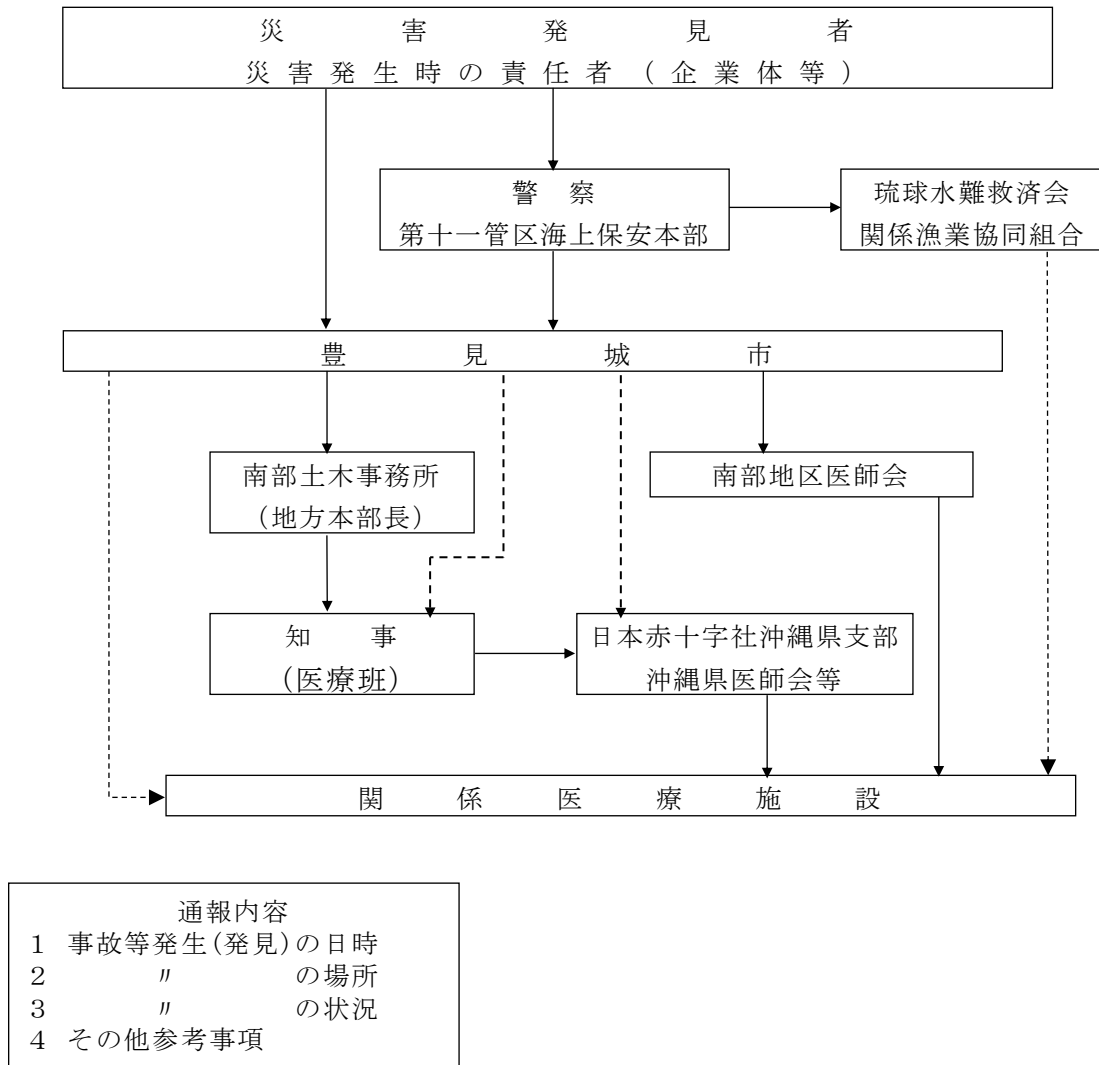 災害発見者
災害発生時の責任者(企業体等)
警察
第十一管区海上保安本部
琉球水難救済会
関係漁業協同組合
豊見城市
南部土木事務所
(地方本部長)
南部地区医師会
知事
(医療班)
日本赤十字社沖縄県支部
沖縄県医師会等
関係医療施設
通報内容
1 事故等発生(発見)の日時
2 〃 の場所
3 〃 の状況
4 その他参考事項